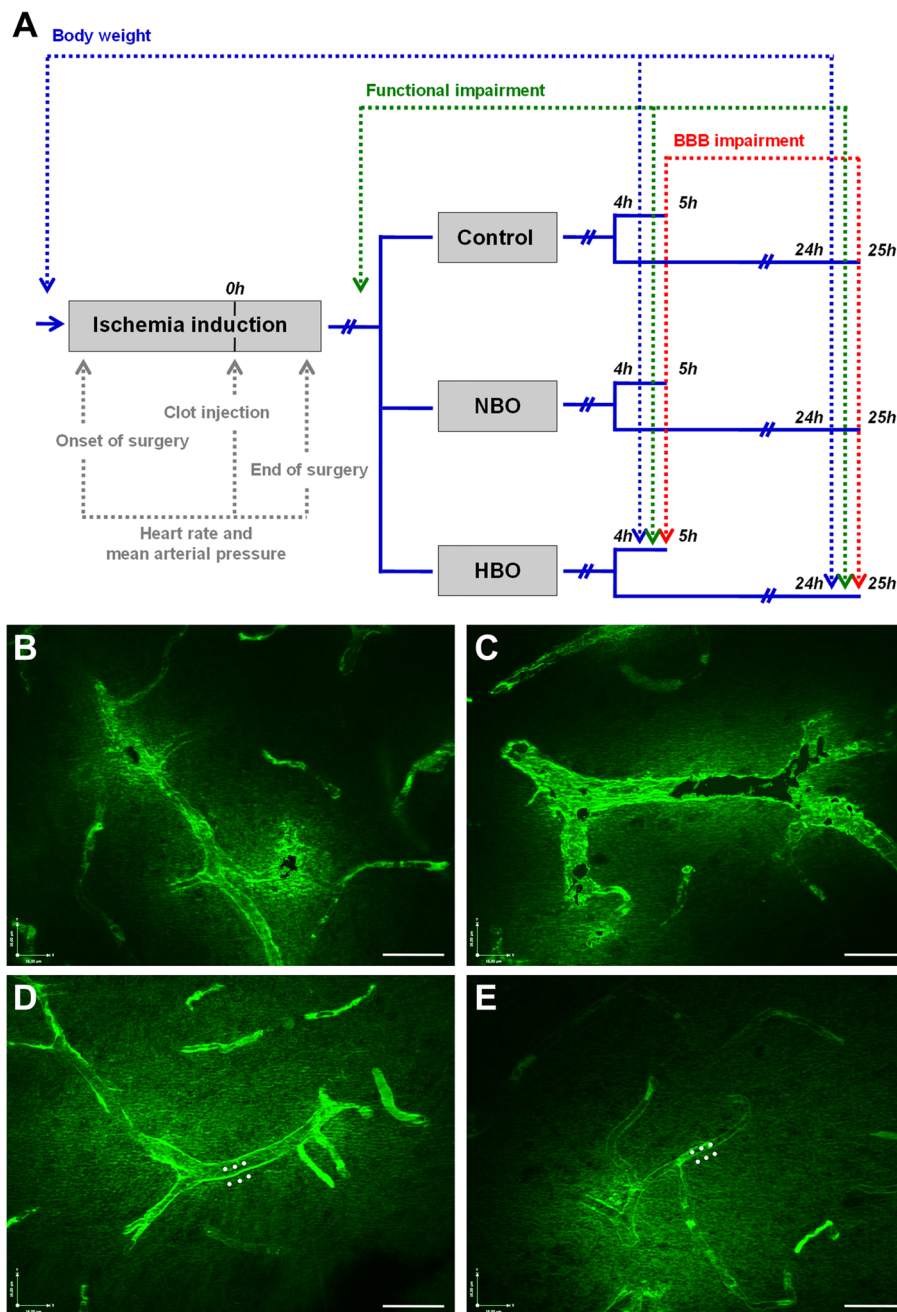 A
Body weight
Functional impairment
BBB impairment
4h
5h
Control
24h
25h
0h
Ischemia induction
4h
5h
Clot injection
NBO
Onset of surgery
24h
25h
End of surgery
Heart rate and
mean arterial pressure
4h
5h
HBO
24h
25h
B
C
D
E